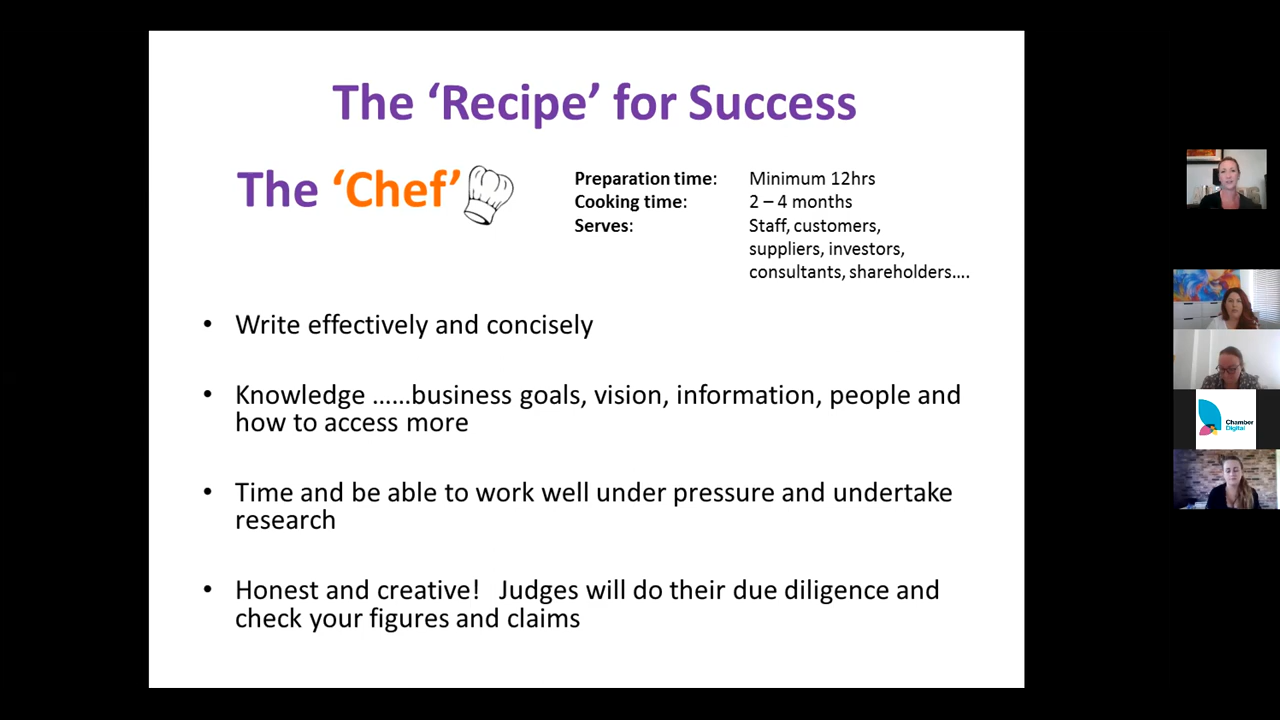 The ‘Recipe’ for Success
The ‘Chef’
Preparation time: Minimum 12hrs
Cooking time: 2 – 4 months
Serves: Staff, customers,
suppliers, investors,
consultants, shareholders....
• Write effectively and concisely
• Knowledge ......business goals, vision, information, people and
how to access more
• Time and be able to work well under pressure and undertake
research
• Honest and creative! Judges will do their due diligence and
check your figures and claims
Chamber
Digital